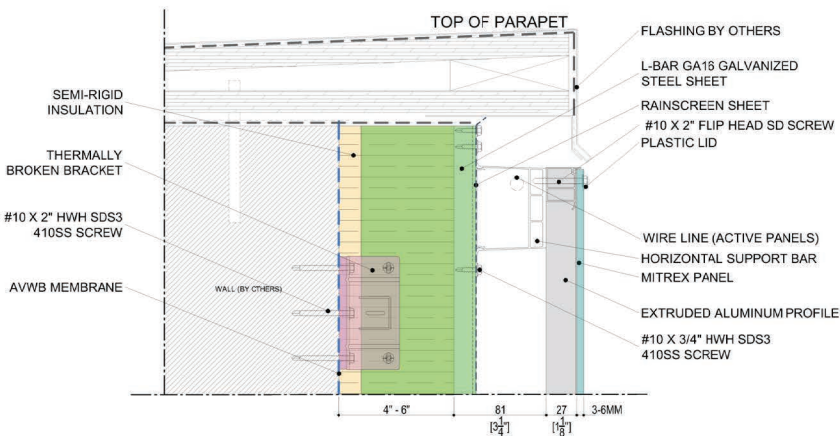 TOP OF PARAPET
SEMI-RIGID
INSULATION
THERMALLY
BROKEN BRACKET
#10 X 2" HWH SDS3
410SS SCREW
AVWB MEMBRANE
WALL (BY OTHERS)
FLASHING BY OTHERS
L-BAR GA16 GALVANIZED
STEEL SHEET
RAINSCREEN SHEET
#10 X 2" FLIP HEAD SD SCREW
PLASTIC LID
WIRE LINE (ACTIVE PANELS)
HORIZONTAL SUPPORT BAR
MITREX PANEL
EXTRUDED ALUMINUM PROFILE
#10 X 3/4" HWH SDS3
410SS SCREW
4" - 6" 81 27 3-6MM
[3 1/4"] [1 1/8"]